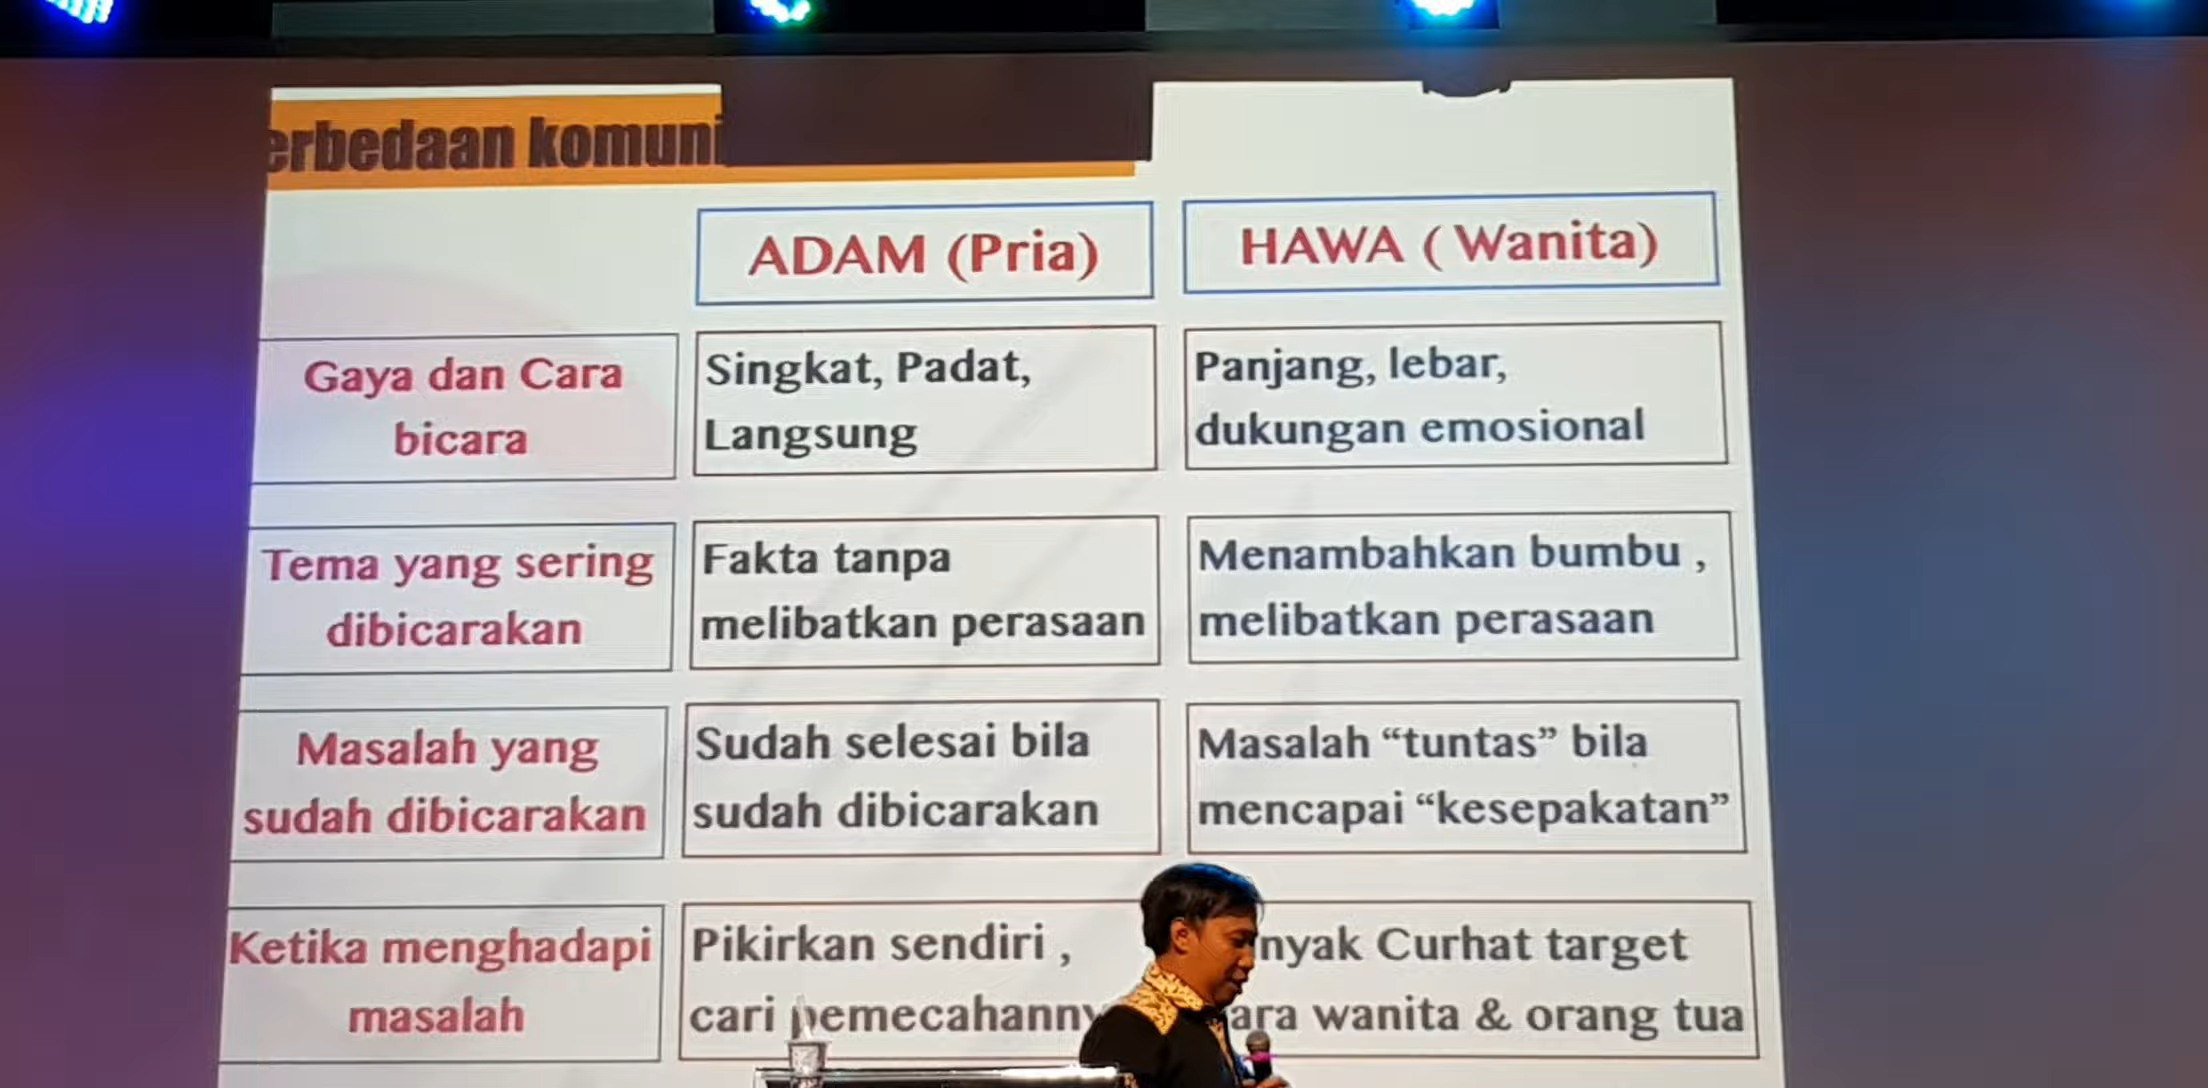 erbedaan komuni
ADAM (Pria)
HAWA ( Wanita)
Gaya dan Cara
bicara
Singkat, Padat,
Langsung
Panjang, lebar,
dukungan emosional
Tema yang sering
dibicarakan
Fakta tanpa
melibatkan perasaan
Menambahkan bumbu ,
melibatkan perasaan
Masalah yang
sudah dibicarakan
Sudah selesai bila
sudah dibicarakan
Masalah “tuntas” bila
mencapai “kesepakatan”
Ketika menghadapi
masalah
Pikirkan sendiri ,
cari pemecahanny
nyak Curhat target
ara wanita & orang tua